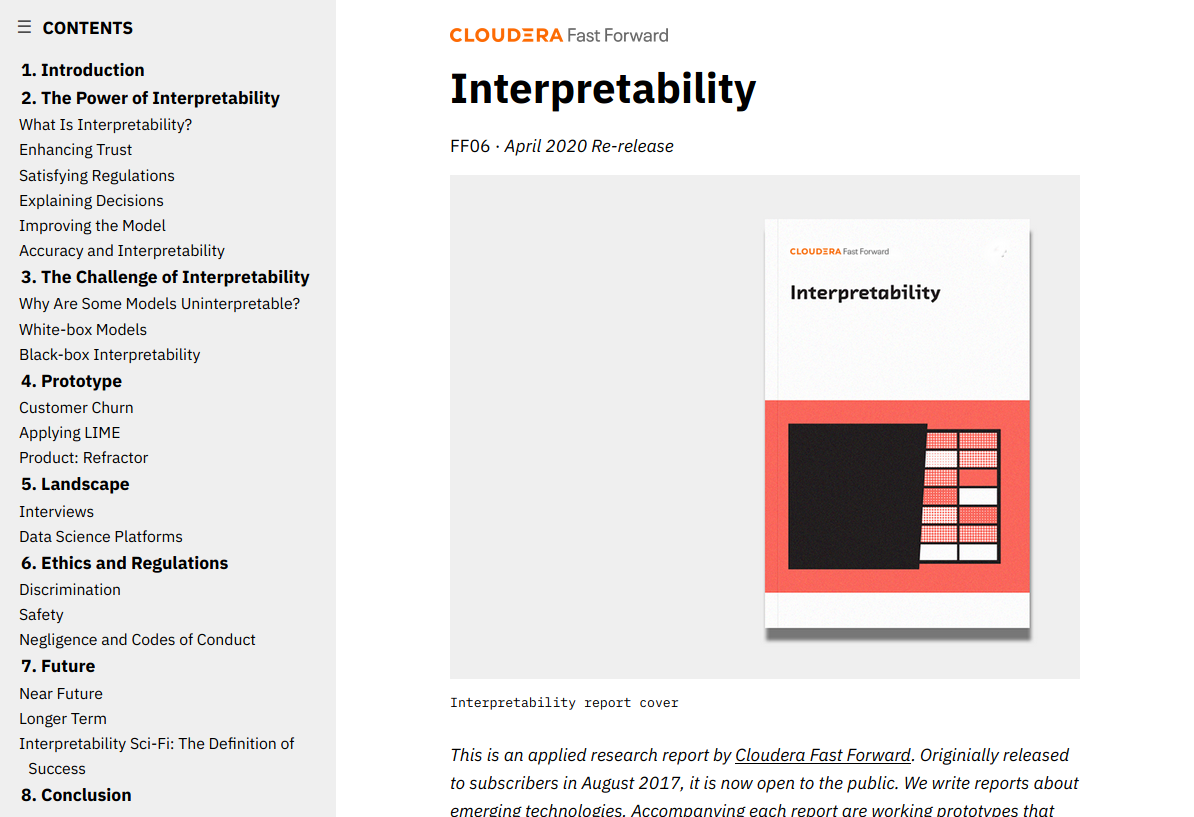 ☰ CONTENTS
1. Introduction
2. The Power of Interpretability
What Is Interpretability?
Enhancing Trust
Satisfying Regulations
Explaining Decisions
Improving the Model
Accuracy and Interpretability
3. The Challenge of Interpretability
Why Are Some Models Uninterpretable?
White-box Models
Black-box Interpretability
4. Prototype
Customer Churn
Applying LIME
Product: Refractor
5. Landscape
Interviews
Data Science Platforms
6. Ethics and Regulations
Discrimination
Safety
Negligence and Codes of Conduct
7. Future
Near Future
Longer Term
Interpretability Sci-Fi: The Definition of
Success
8. Conclusion
CLOUDERA Fast Forward
Interpretability
FF06 · April 2020 Re-release
CLOUDERA Fast Forward
Interpretability
Interpretability report cover
This is an applied research report by Cloudera Fast Forward. Originially released
to subscribers in August 2017, it is now open to the public. We write reports about
emerging technologies. Accompanying each report are working prototypes that